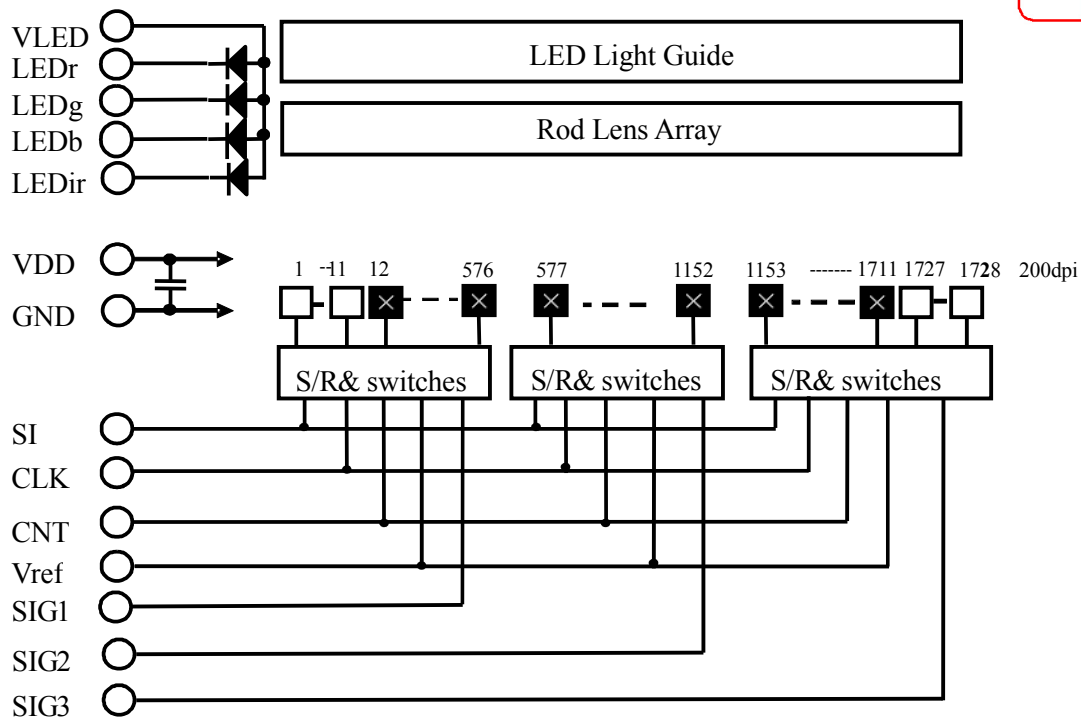 VLED
LEDr
LEDg
LEDb
LEDir
LED Light Guide
Rod Lens Array
VDD
GND
1 --11 12 576 577 1152 1153 ------- 1711 1727 1728 200dpi
S/R& switches S/R& switches S/R& switches
SI
CLK
CNT
Vref
SIG1
SIG2
SIG3